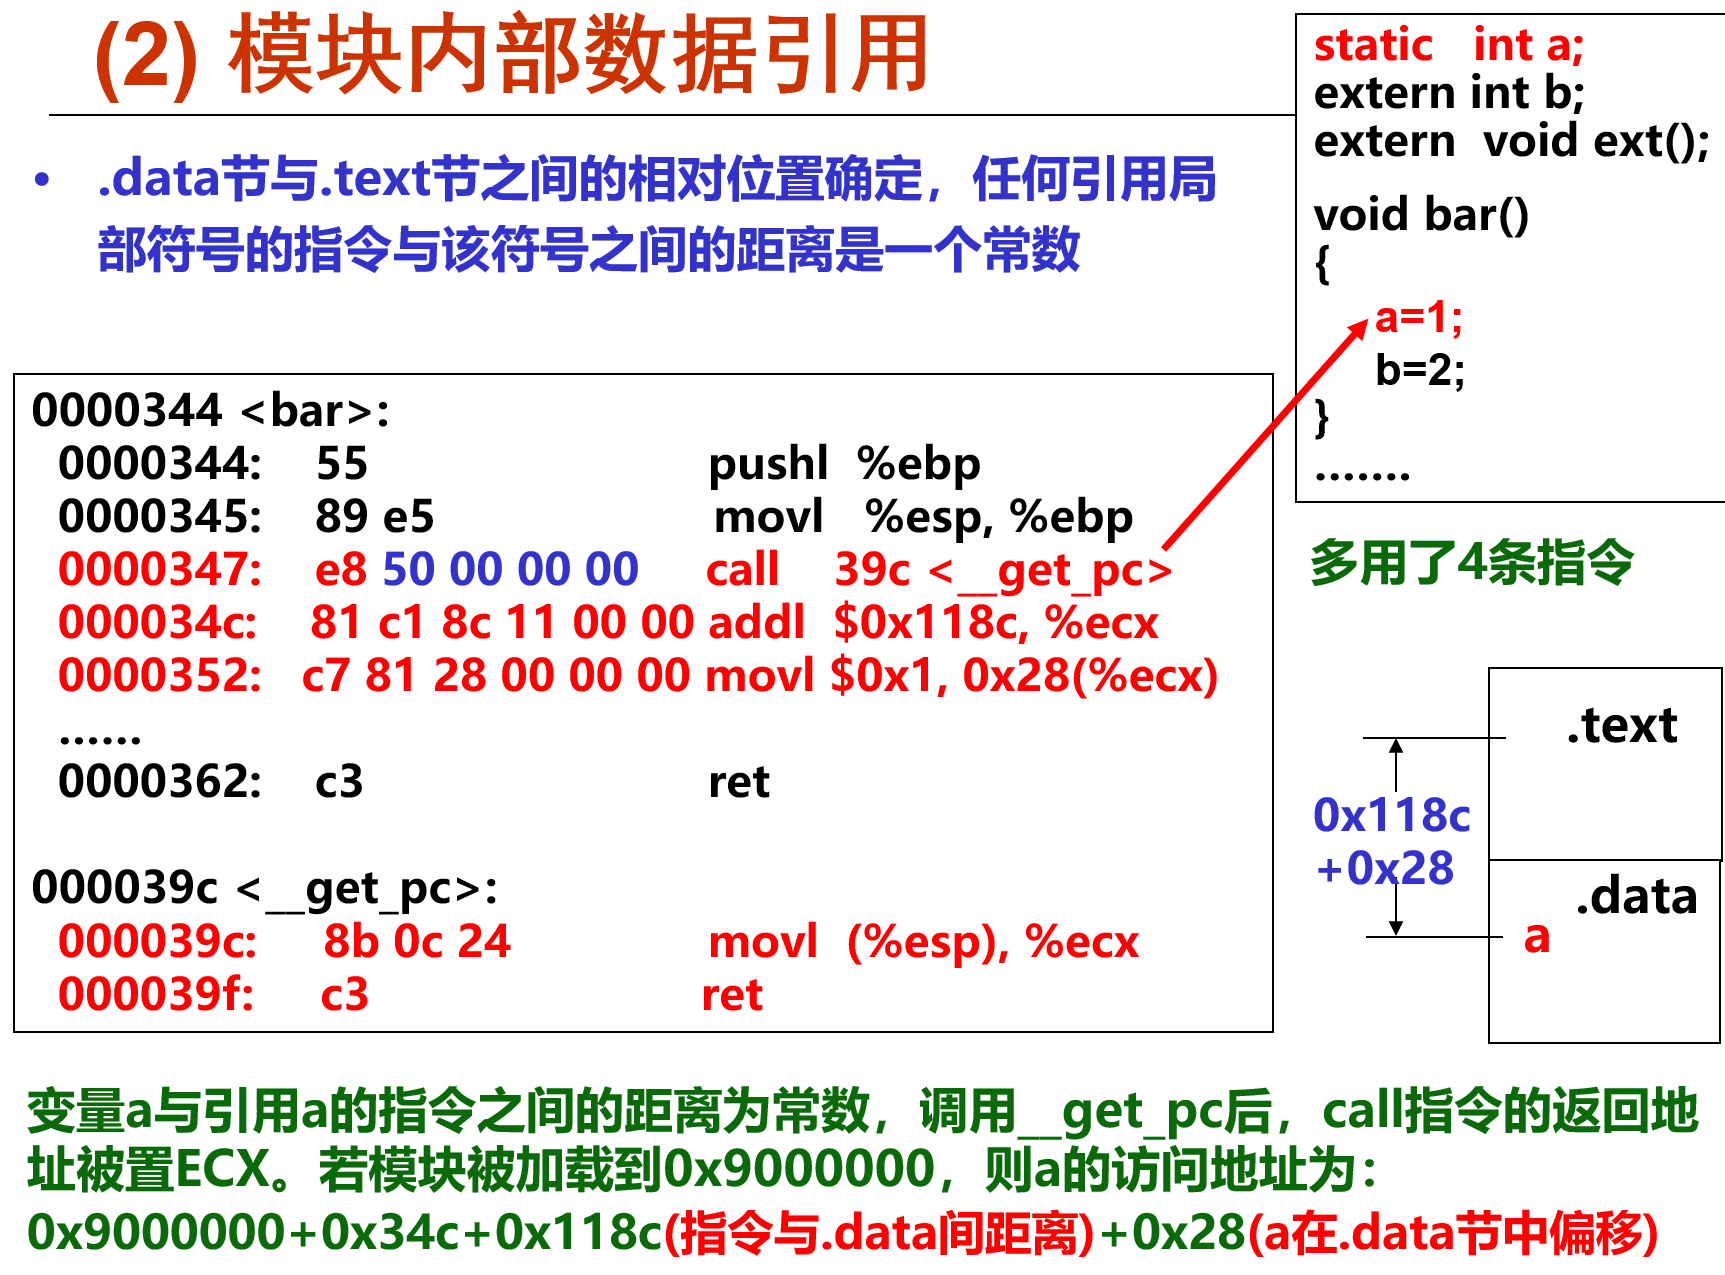 (2) 模块内部数据引用
• .data节与.text节之间的相对位置确定，任何引用局
部符号的指令与该符号之间的距离是一个常数
static int a;
extern int b;
extern void ext();
void bar()
{
a=1;
b=2;
}
.......
多用了4条指令
0000344 <bar>:
0000344: 55 pushl %ebp
0000345: 89 e5 movl %esp, %ebp
0000347: e8 50 00 00 00 call 39c <__get_pc>
000034c: 81 c1 8c 11 00 00 addl $0x118c, %ecx
0000352: c7 81 28 00 00 00 movl $0x1, 0x28(%ecx)
......
0000362: c3 ret
000039c <__get_pc>:
000039c: 8b 0c 24 movl (%esp), %ecx
000039f: c3 ret
.text
0x118c
+0x28
.data
a
变量a与引用a的指令之间的距离为常数，调用__get_pc后，call指令的返回地
址被置ECX。若模块被加载到0x9000000，则a的访问地址为：
0x9000000+0x34c+0x118c(指令与.data间距离)+0x28(a在.data节中偏移)